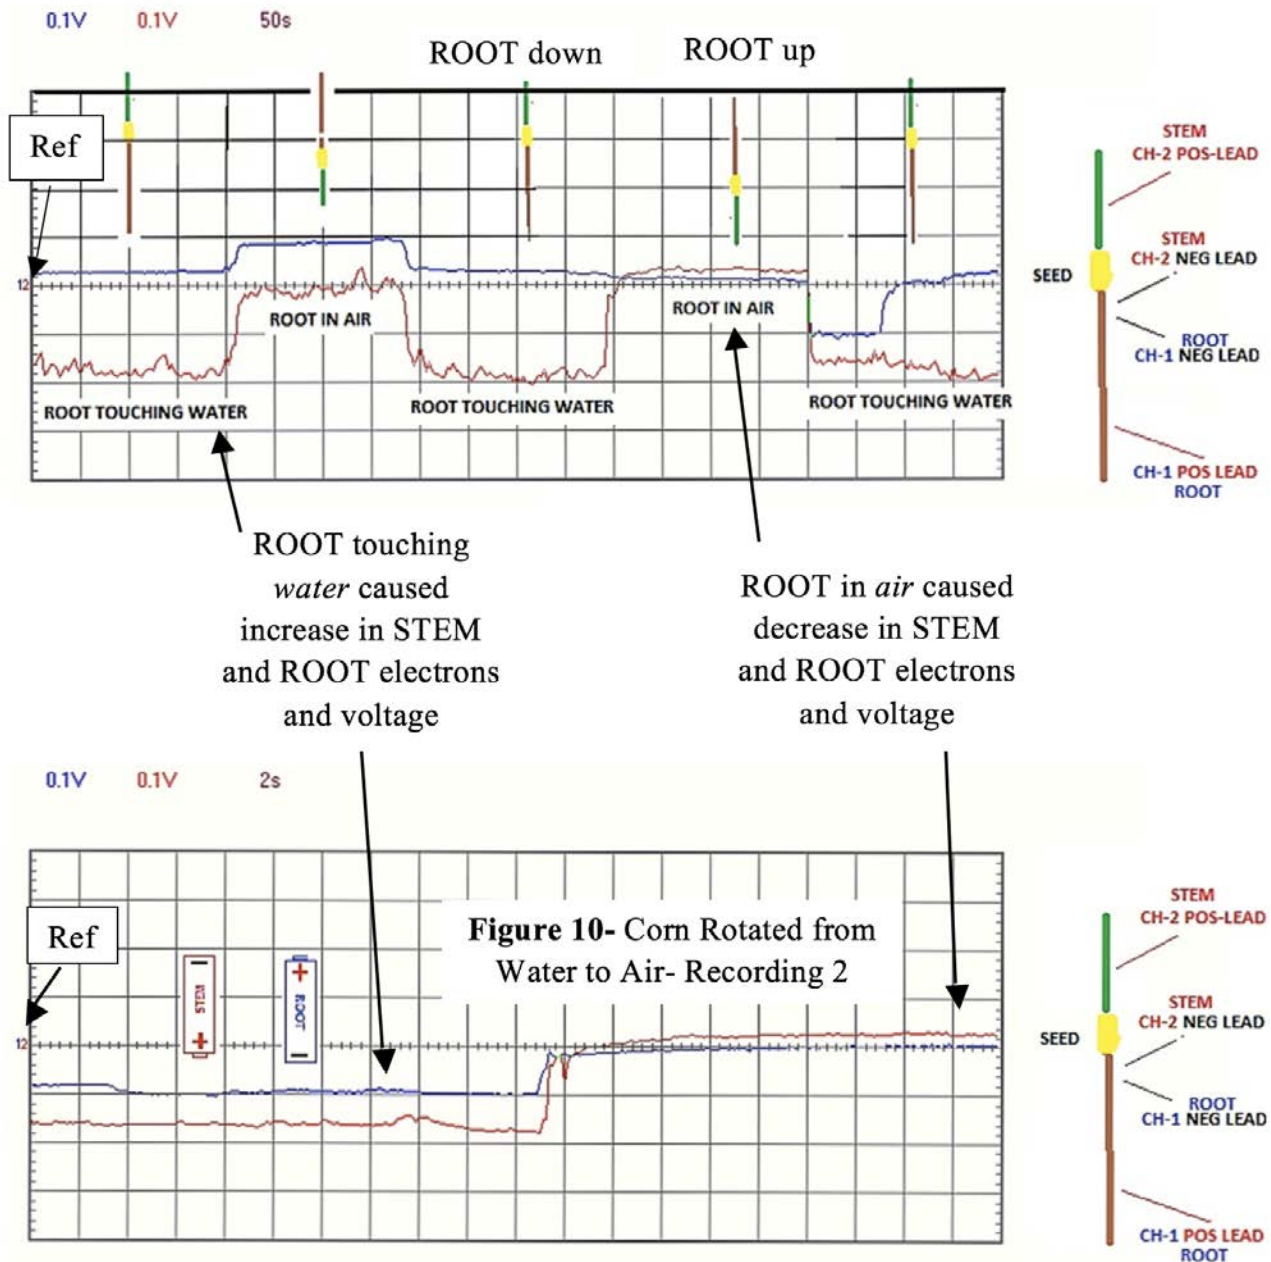 0.1V 0.1V 50s
ROOT down
ROOT up
Ref
12
ROOT IN AIR
ROOT IN AIR
ROOT TOUCHING WATER
ROOT TOUCHING WATER
ROOT TOUCHING WATER
STEM
CH-2 POS-LEAD
STEM
CH-2 NEG LEAD
SEED
ROOT
CH-1 NEG LEAD
CH-1 POS LEAD
ROOT
ROOT touching
water caused
increase in STEM
and ROOT electrons
and voltage
ROOT in air caused
decrease in STEM
and ROOT electrons
and voltage
0.1V 0.1V 2s
Ref
12
− STEM +
+ ROOT −
Figure 10- Corn Rotated from
Water to Air- Recording 2
STEM
CH-2 POS-LEAD
STEM
CH-2 NEG LEAD
SEED
ROOT
CH-1 NEG LEAD
CH-1 POS LEAD
ROOT